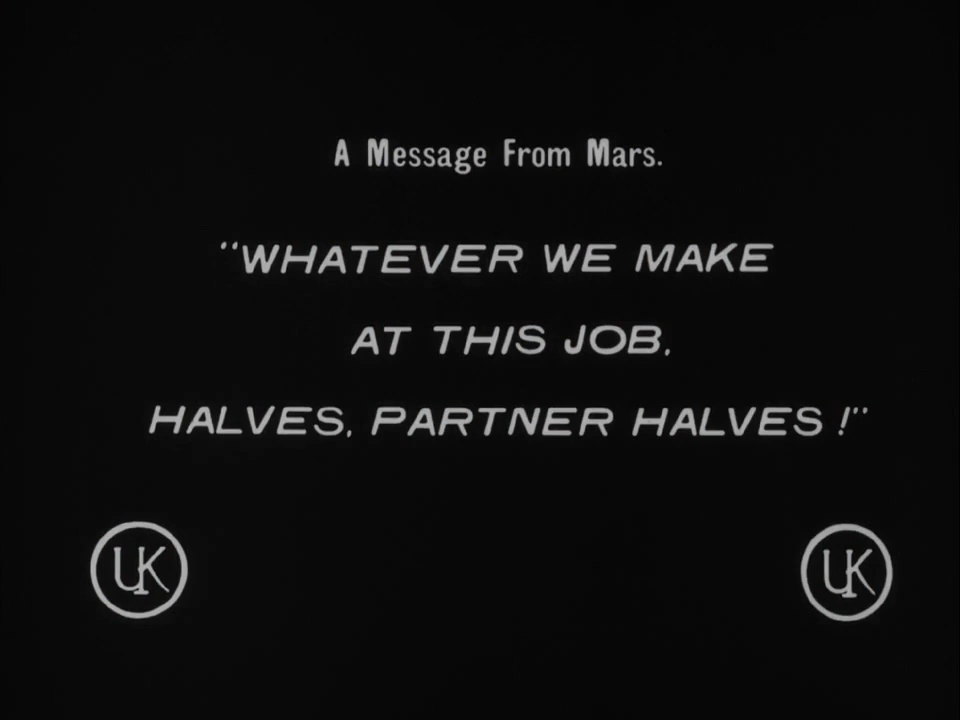 A Message From Mars.
"WHATEVER WE MAKE
AT THIS JOB,
HALVES, PARTNER HALVES !"
UK UK